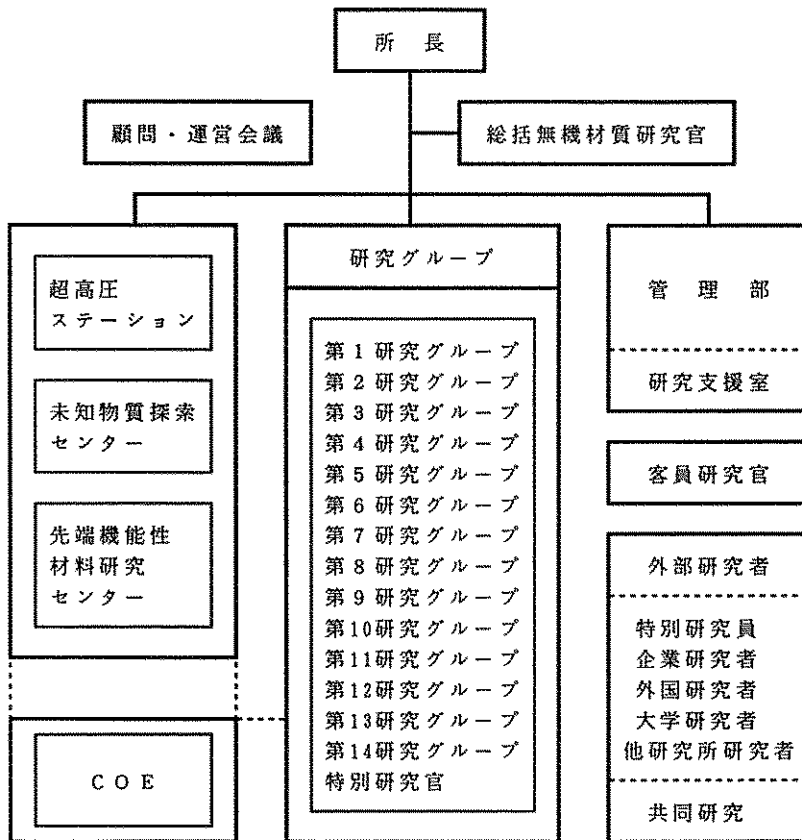 所 長
顧問・運営会議
総括無機材質研究官
超高圧
ステーション
未知物質探索
センター
先端機能性
材料研究
センター
COE
研究グループ
第1研究グループ
第2研究グループ
第3研究グループ
第4研究グループ
第5研究グループ
第6研究グループ
第7研究グループ
第8研究グループ
第9研究グループ
第10研究グループ
第11研究グループ
第12研究グループ
第13研究グループ
第14研究グループ
特別研究官
管 理 部
研究支援室
客員研究官
外部研究者
特別研究員
企業研究者
外国研究者
大学研究者
他研究所研究者
共同研究